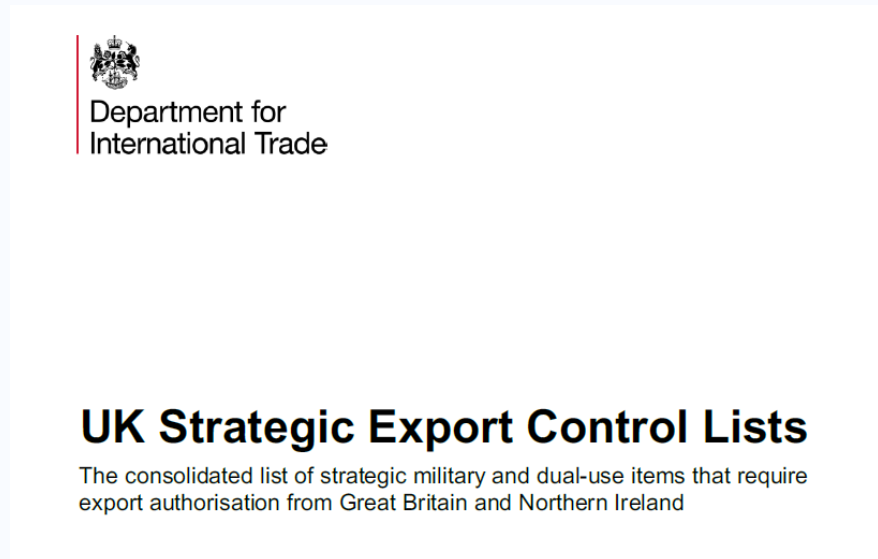 Department for
International Trade
UK Strategic Export Control Lists
The consolidated list of strategic military and dual-use items that require
export authorisation from Great Britain and Northern Ireland